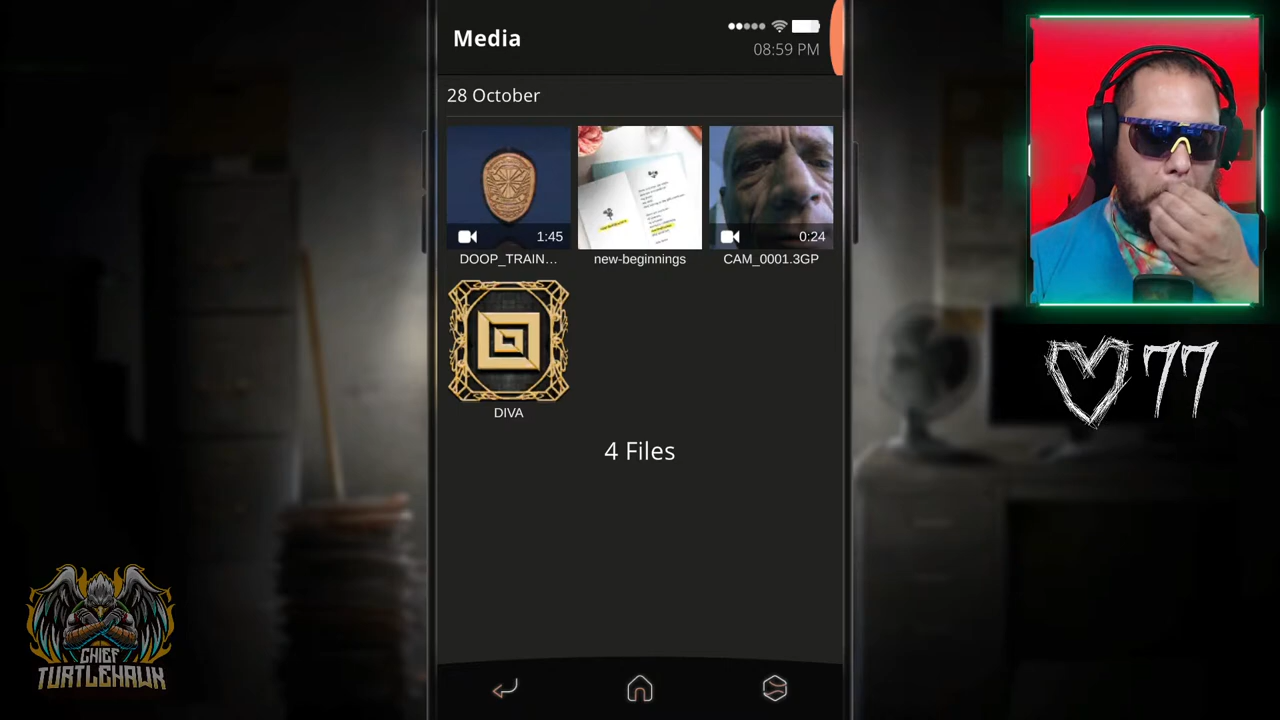 Media
08:59 PM
28 October
1:45
0:24
DOOP_TRAIN...
new-beginnings
CAM_0001.3GP
DIVA
4 Files
77
CHIEF
TURTLEHAWK